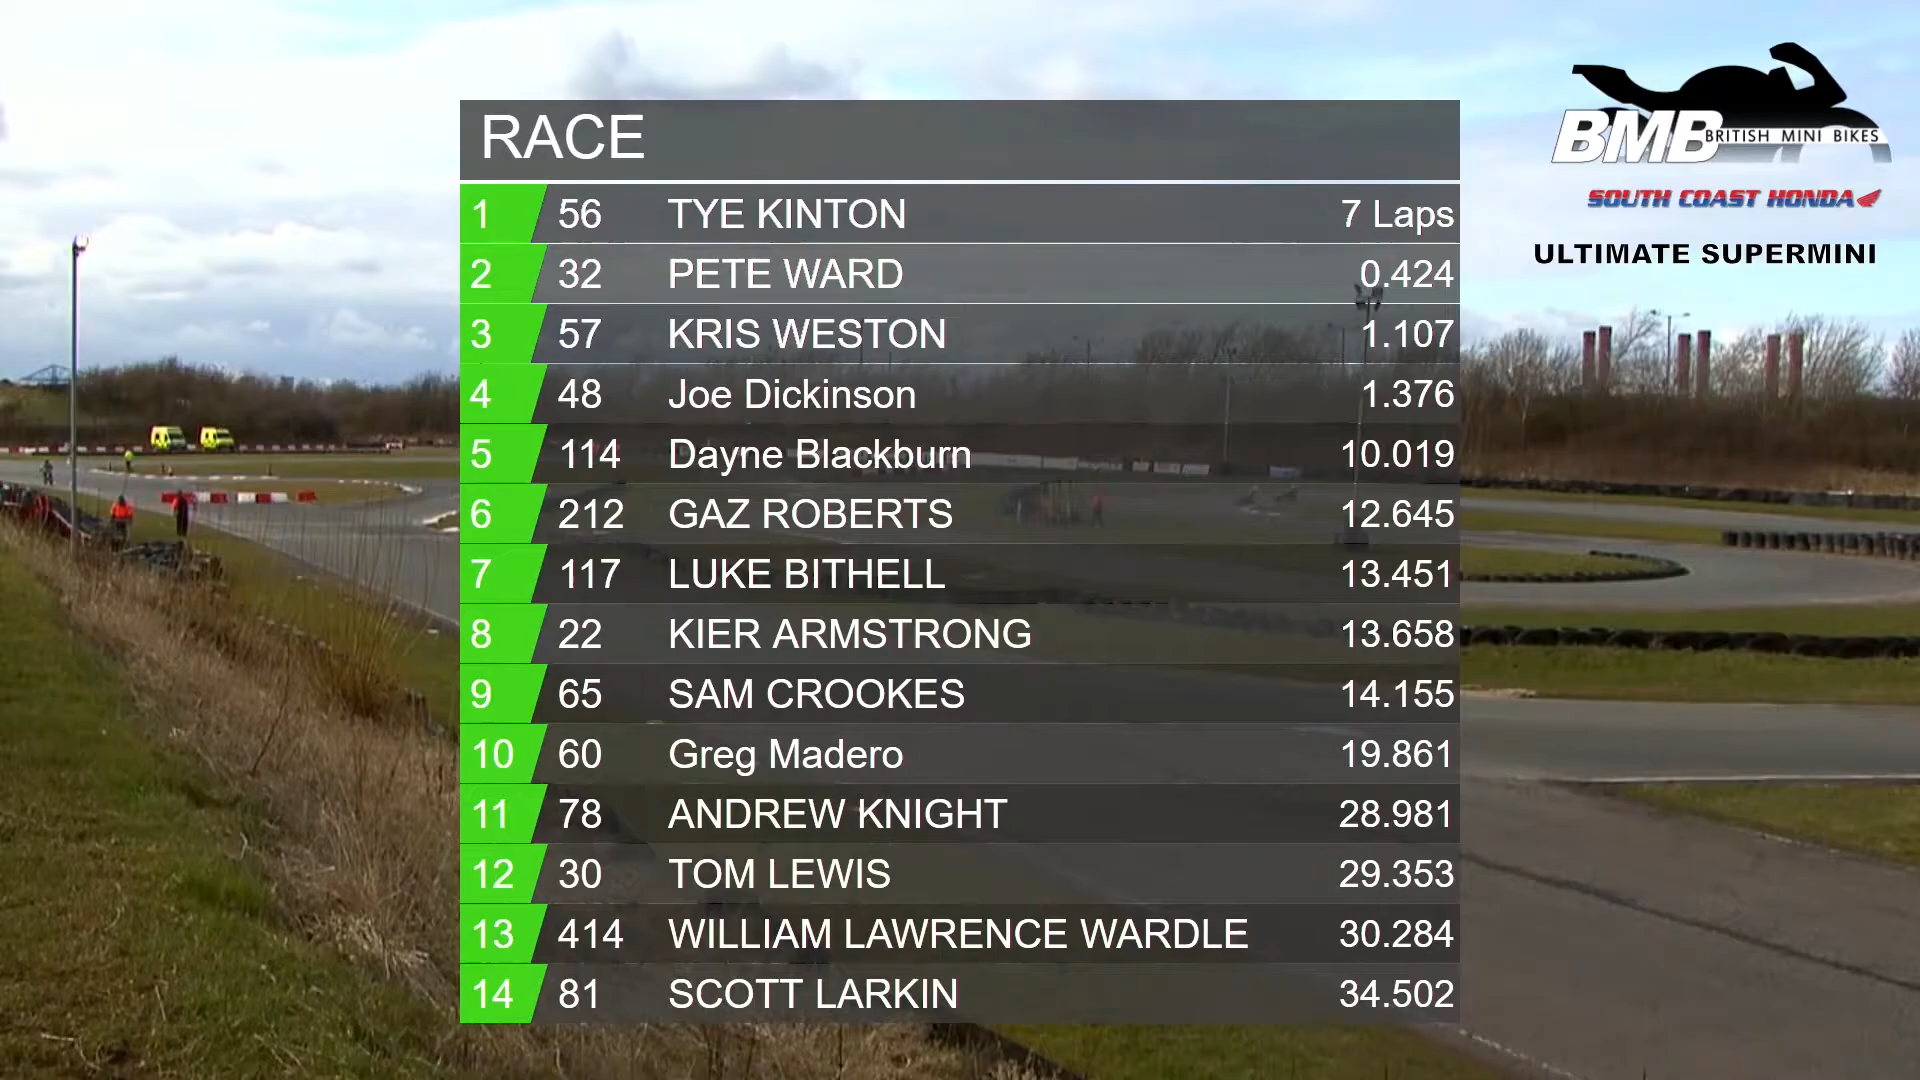 RACE
1 56 TYE KINTON 7 Laps
2 32 PETE WARD 0.424
3 57 KRIS WESTON 1.107
4 48 Joe Dickinson 1.376
5 114 Dayne Blackburn 10.019
6 212 GAZ ROBERTS 12.645
7 117 LUKE BITHELL 13.451
8 22 KIER ARMSTRONG 13.658
9 65 SAM CROOKES 14.155
10 60 Greg Madero 19.861
11 78 ANDREW KNIGHT 28.981
12 30 TOM LEWIS 29.353
13 414 WILLIAM LAWRENCE WARDLE 30.284
14 81 SCOTT LARKIN 34.502
BMB BRITISH MINI BIKES
SOUTH COAST HONDA
ULTIMATE SUPERMINI